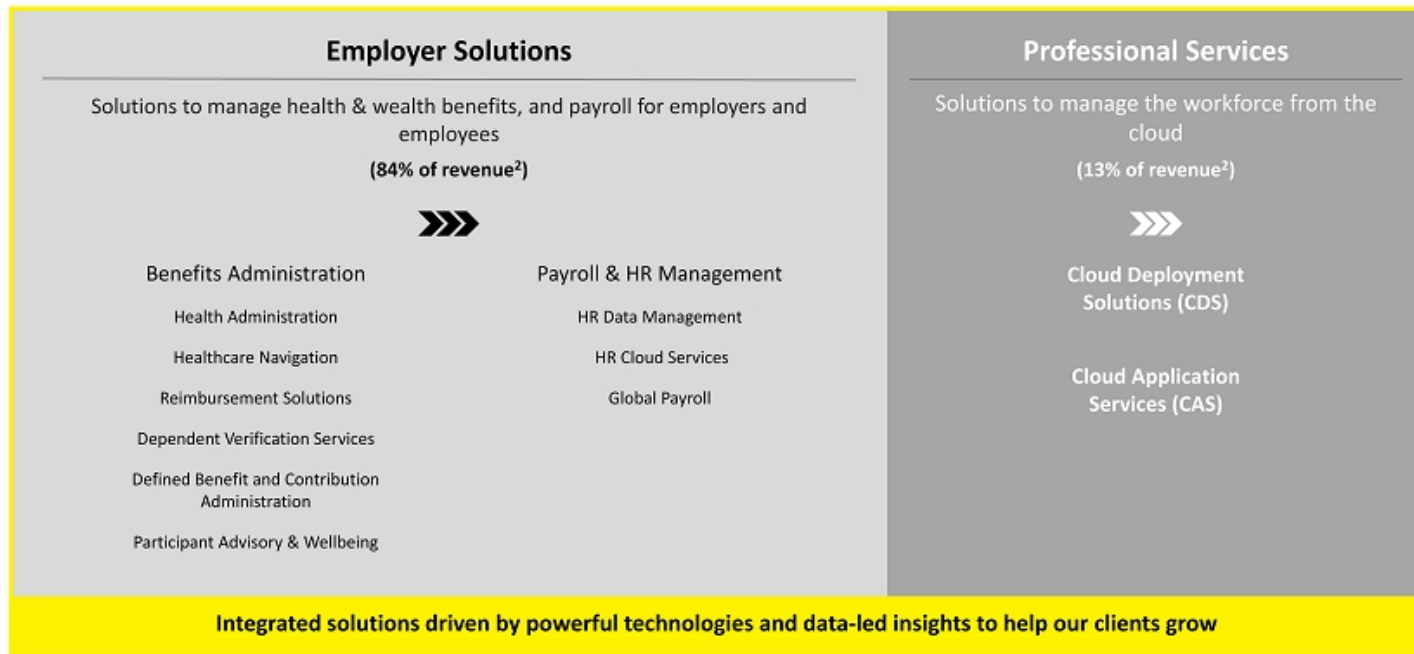 Employer Solutions
Solutions to manage health & wealth benefits, and payroll for employers and
employees
(84% of revenue²)
Benefits Administration
Health Administration
Healthcare Navigation
Reimbursement Solutions
Dependent Verification Services
Defined Benefit and Contribution
Administration
Participant Advisory & Wellbeing
Payroll & HR Management
HR Data Management
HR Cloud Services
Global Payroll
Professional Services
Solutions to manage the workforce from the
cloud
(13% of revenue²)
Cloud Deployment
Solutions (CDS)
Cloud Application
Services (CAS)
Integrated solutions driven by powerful technologies and data-led insights to help our clients grow